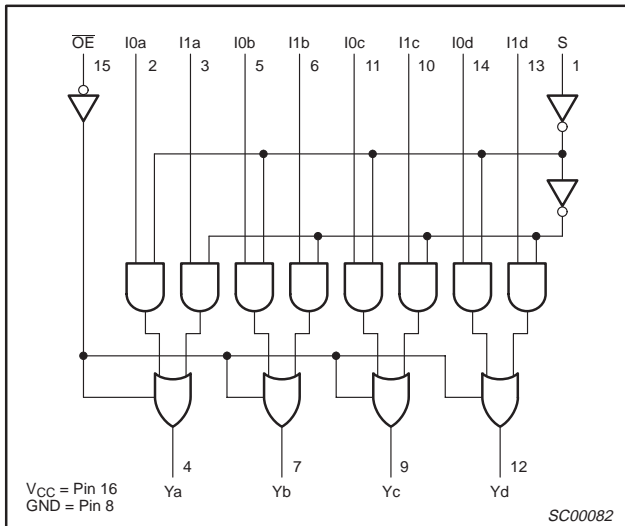 O̅E̅ I0a I1a I0b I1b I0c I1c I0d I1d S
15 2 3 5 6 11 10 14 13 1
4 7 9 12
Ya Yb Yc Yd
VCC = Pin 16
GND = Pin 8
SC00082